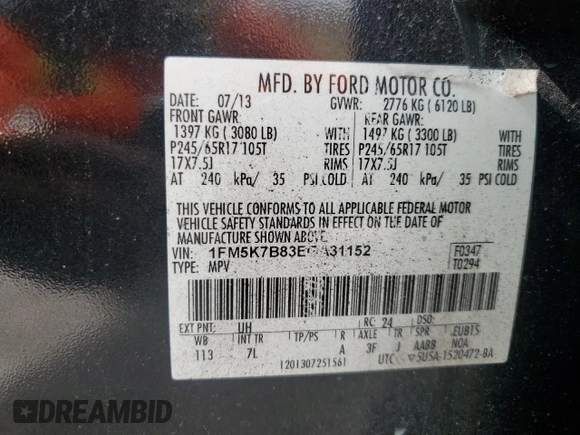 MFD. BY FORD MOTOR CO.
DATE: 07/13 GVWR: 2776 KG ( 6120 LB)
FRONT GAWR: REAR GAWR:
1397 KG ( 3080 LB) 1497 KG ( 3300 LB)
P245/65R17 105T TIRES P245/65R17 105T TIRES
17X7.5J RIMS 17X7.5J RIMS
AT 240 kPa/ 35 PSI COLD AT 240 kPa/ 35 PSI COLD
THIS VEHICLE CONFORMS TO ALL APPLICABLE FEDERAL MOTOR
VEHICLE SAFETY STANDARDS IN EFFECT ON THE DATE OF
MANUFACTURE SHOWN ABOVE.
VIN: F0347
TYPE: MPV T0294
EXT PNT: UH RC: 24 DSO:
WB INT TR TP/PS R AXLE TR SPR EUB15
113 7L A 3F J AABB NOA
1201307251561 UTC 5USA-1520472-BA
© DREAMBID